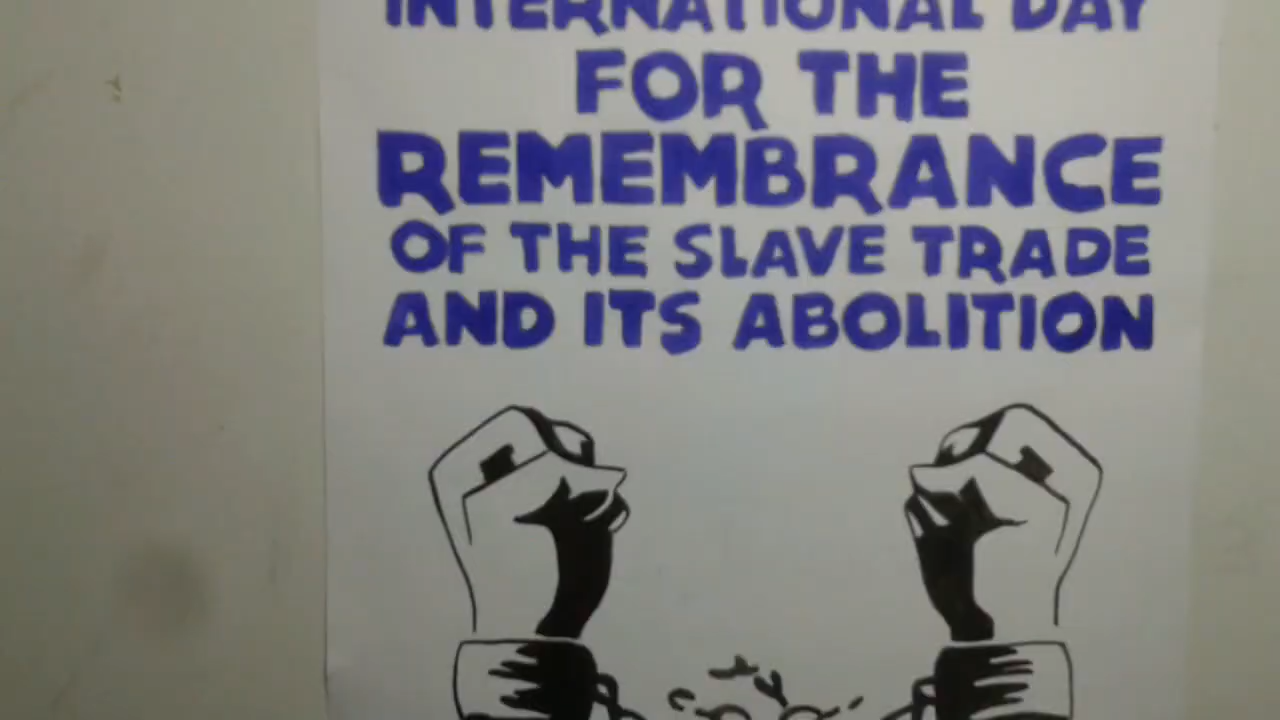 INTERNATIONAL DAY
FOR THE
REMEMBRANCE
OF THE SLAVE TRADE
AND ITS ABOLITION